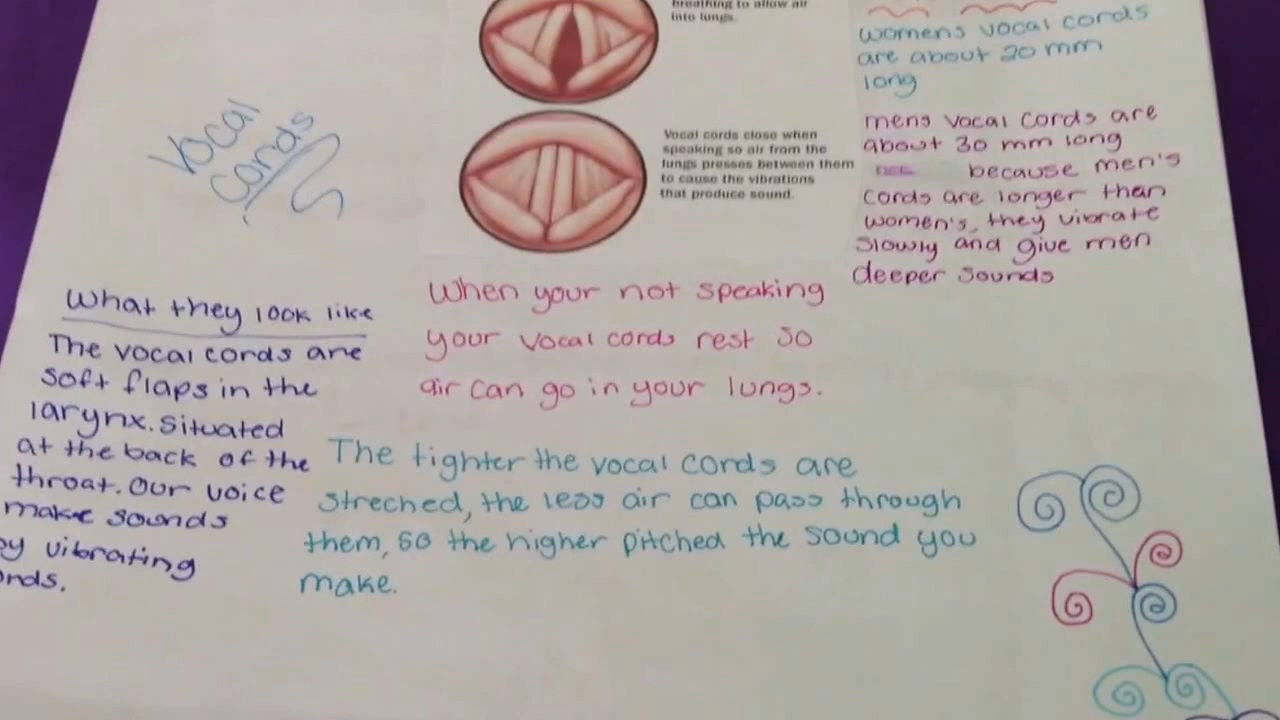 breathing to allow air
into lungs.
Vocal cords close when
speaking so air from the
lungs presses between them
to cause the vibrations
that produce sound.
womens vocal cords
are about 20 mm
long
mens vocal cords are
about 30 mm long
because men's
cords are longer than
women's, they vibrate
slowly and give men
deeper sounds
Vocal
cords
What they look like
The vocal cords are
soft flaps in the
larynx. Situated
at the back of the
throat. Our voice
make sounds
vibrating
When your not speaking
your vocal cords rest so
air can go in your lungs.
The tighter the vocal cords are
streched, the less air can pass through
them, so the higher pitched the sound you
make.